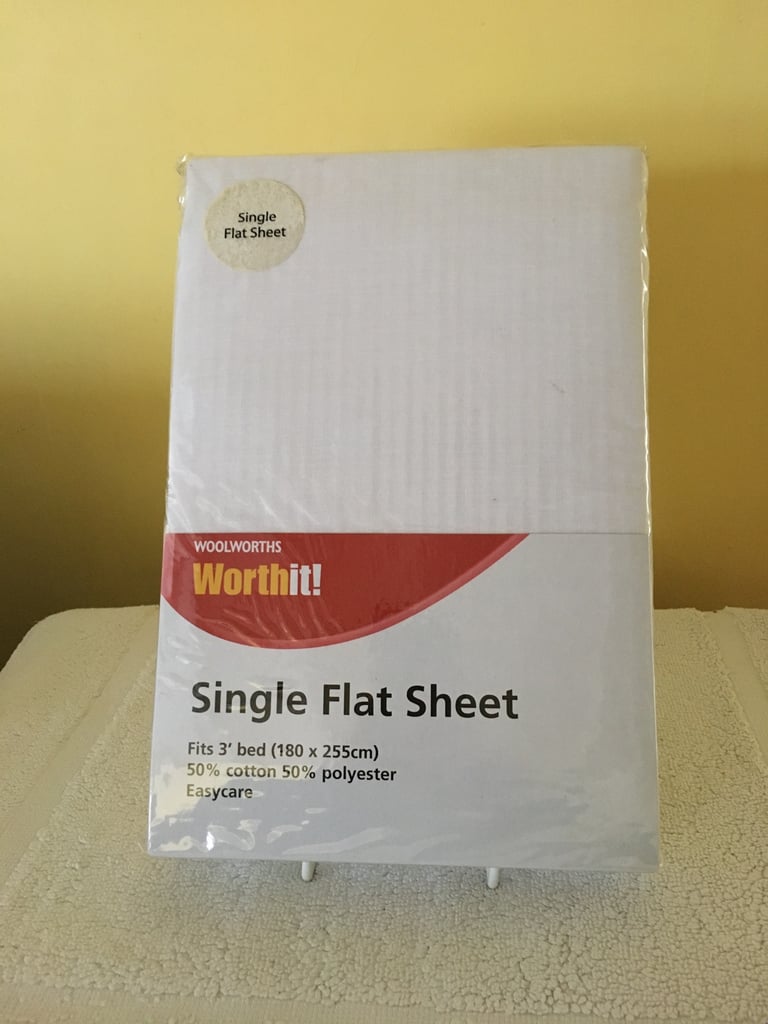 Single
Flat Sheet
WOOLWORTHS
Worthit!
Single Flat Sheet
Fits 3' bed (180 x 255cm)
50% cotton 50% polyester
Easycare